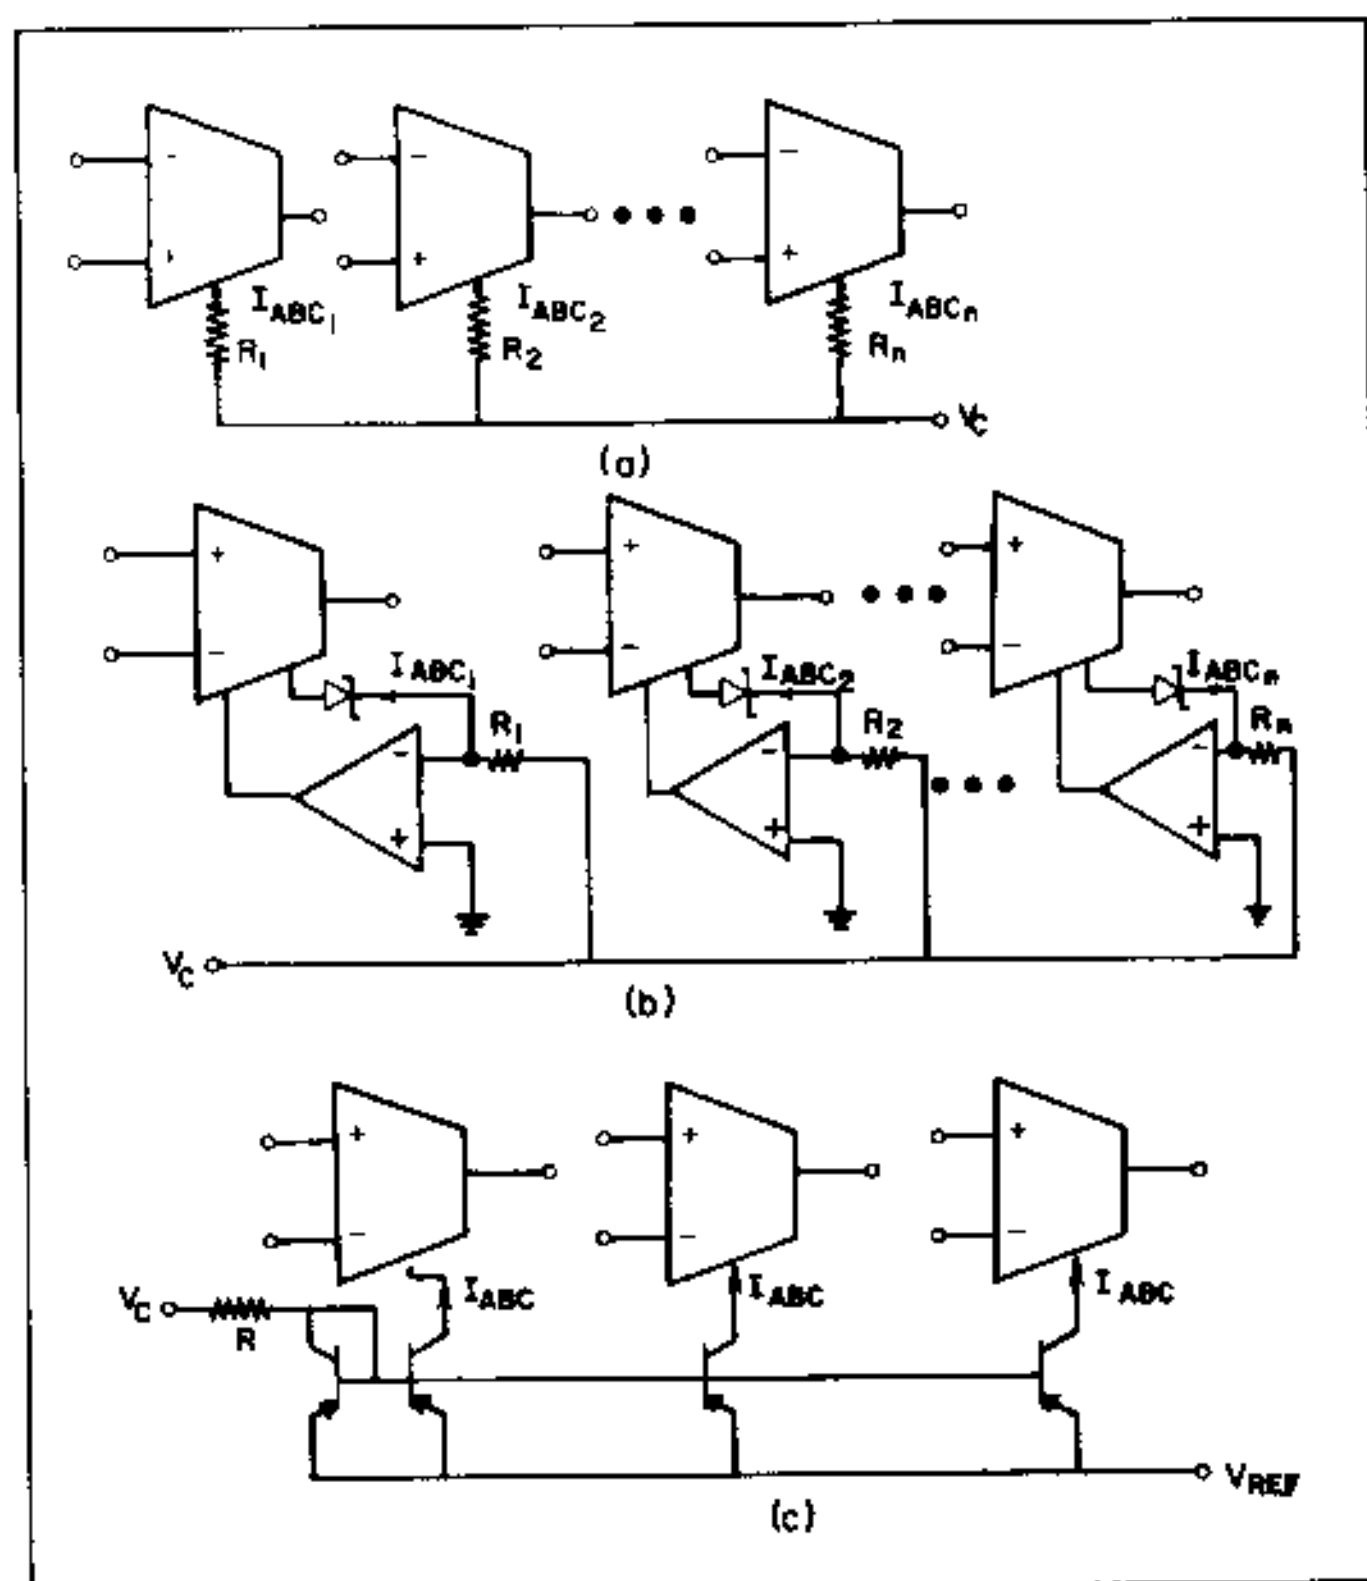 - - -
+ + +
I_ABC1 I_ABC2 I_ABCn
R1 R2 Rn
VC
(a)
+ + +
- - -
I_ABC1 I_ABC2 I_ABCn
R1 R2 Rn
- - -
+ + +
VC
(b)
+ + +
- - -
VC I_ABC I_ABC I_ABC
R
VREF
(c)